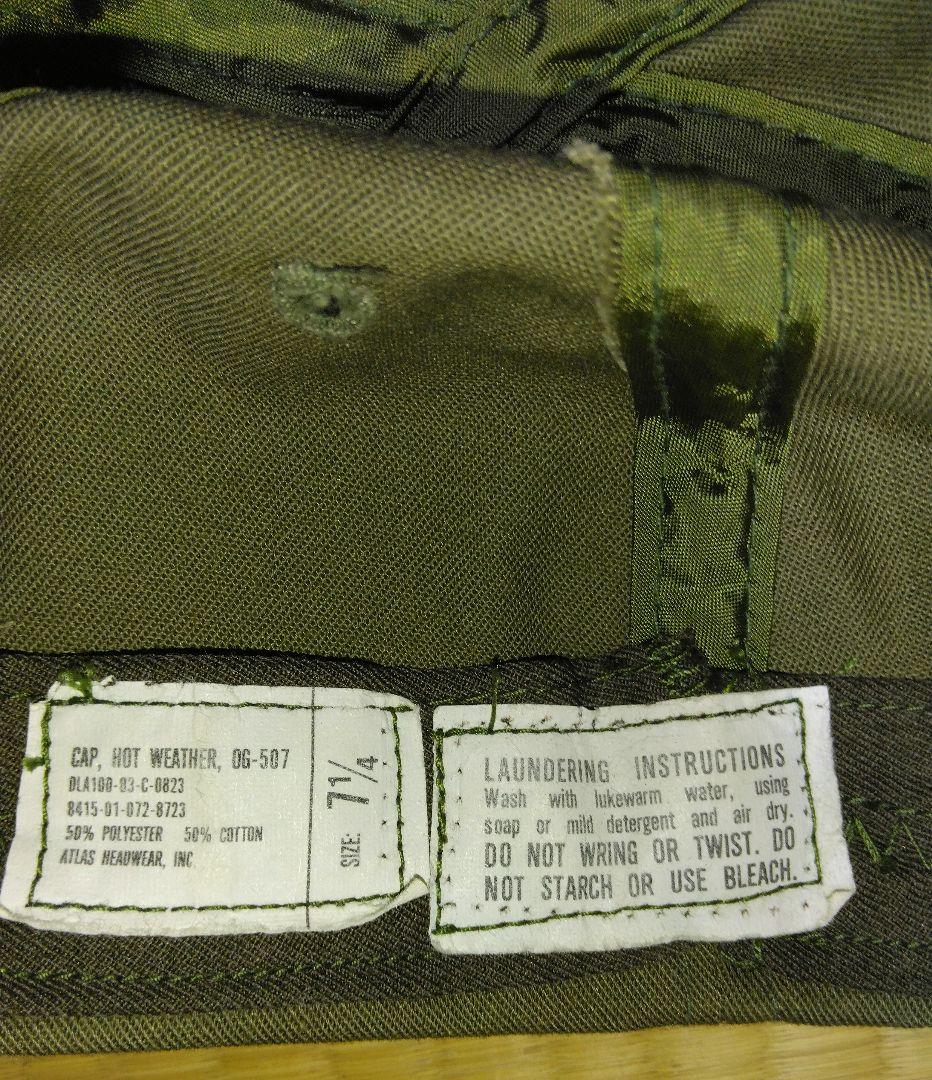 CAP, HOT WEATHER, OG-507
DLA100-83-C-0823
8415-01-072-8723
50% POLYESTER 50% COTTON
ATLAS HEADWEAR, INC
SIZE: 7 1/4
LAUNDERING INSTRUCTIONS
Wash with lukewarm water, using
soap or mild detergent and air dry.
DO NOT WRING OR TWIST. DO
NOT STARCH OR USE BLEACH.